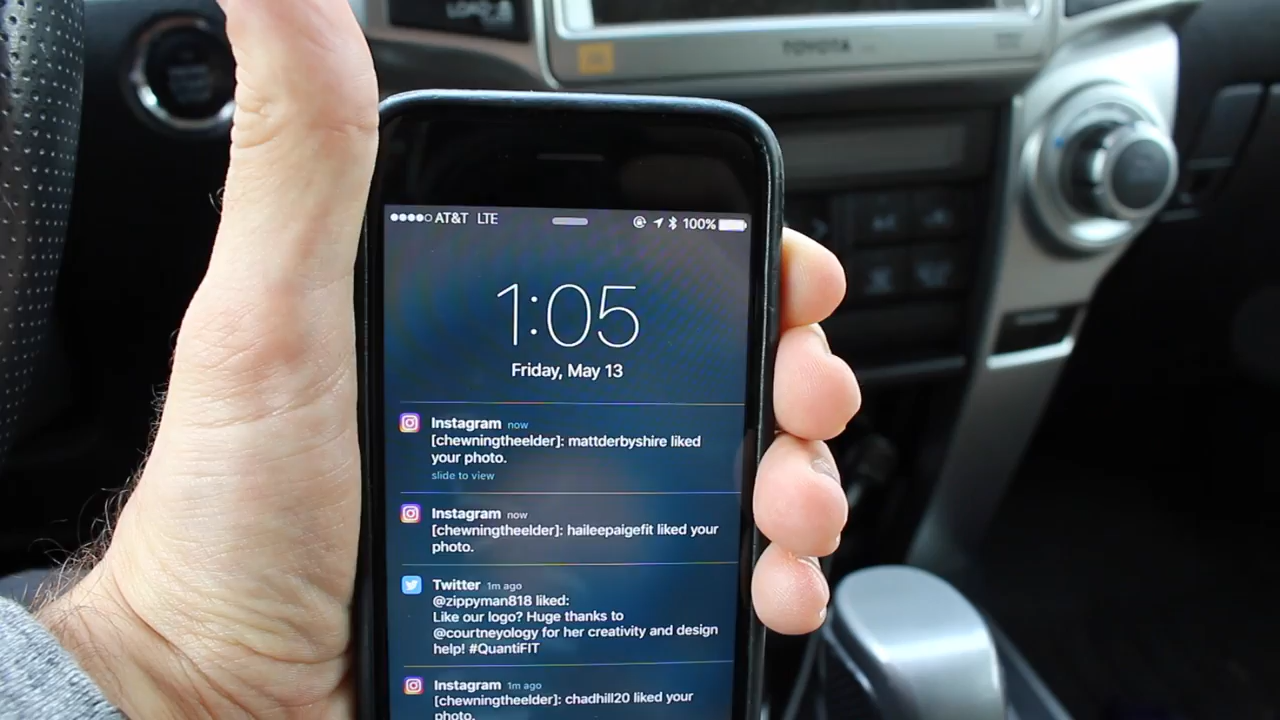 LOAD
TOYOTA
●●●●○ AT&T LTE 100%
1:05
Friday, May 13
Instagram now
[chewningtheelder]: mattderbyshire liked
your photo.
slide to view
Instagram now
[chewningtheelder]: haileepaigefit liked your
photo.
Twitter 1m ago
@zippyman818 liked:
Like our logo? Huge thanks to
@courtneyology for her creativity and design
help! #QuantiFIT
Instagram 1m ago
[chewningtheelder]: chadhill20 liked your
photo.